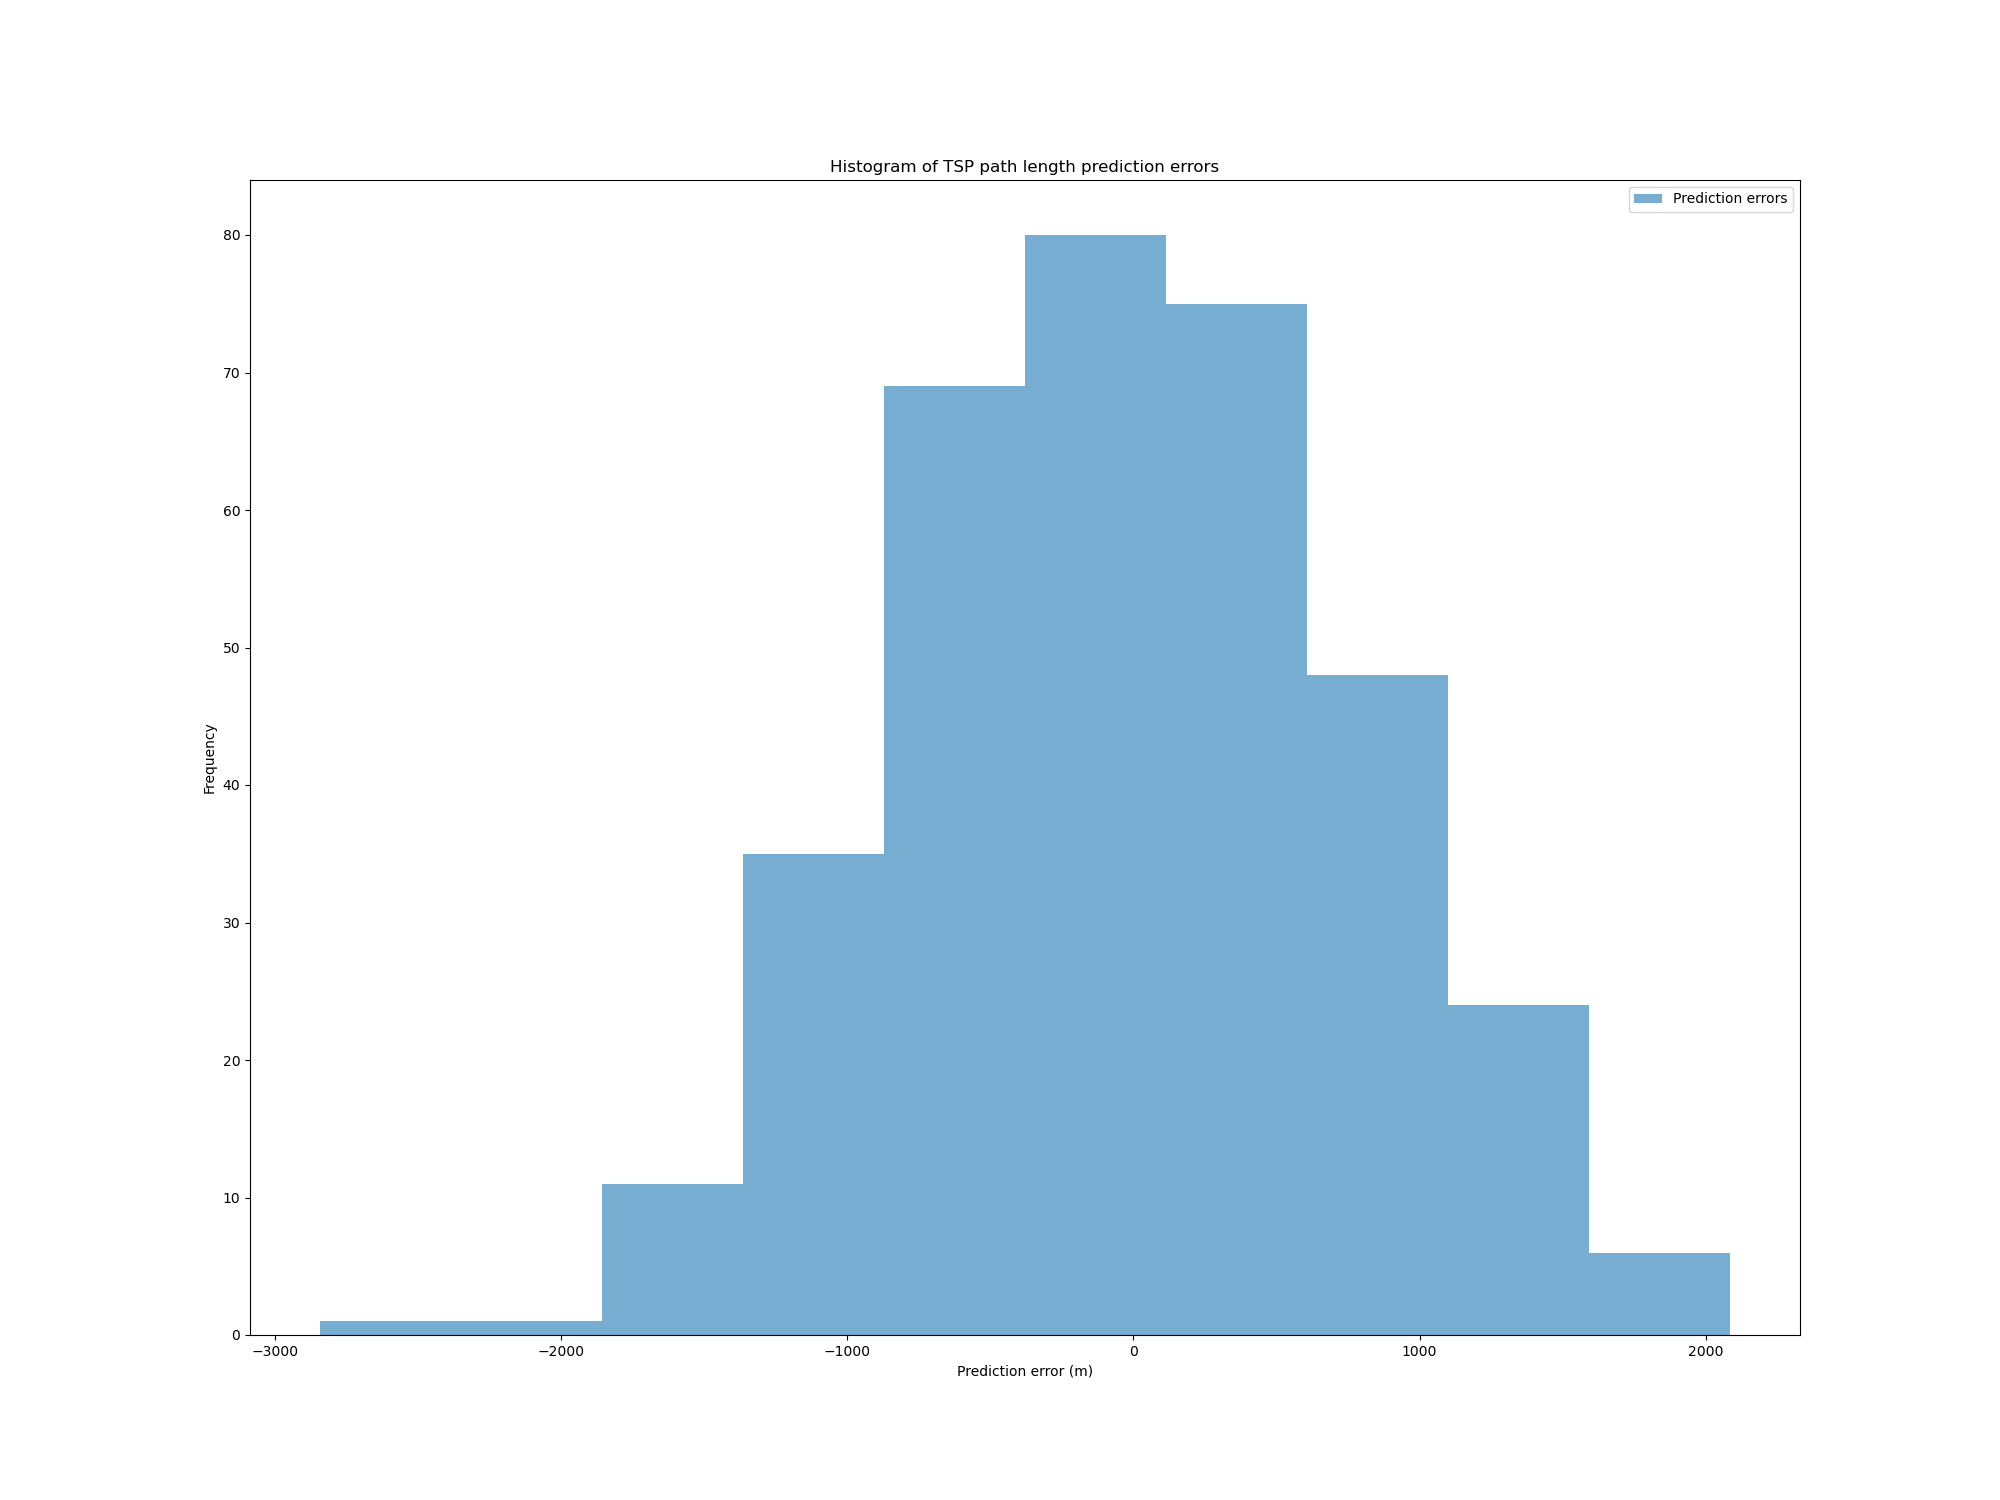 Histogram of TSP path length prediction errors
Prediction errors
80
70
60
50
40
30
20
10
0
Frequency
−3000 −2000 −1000 0 1000 2000
Prediction error (m)